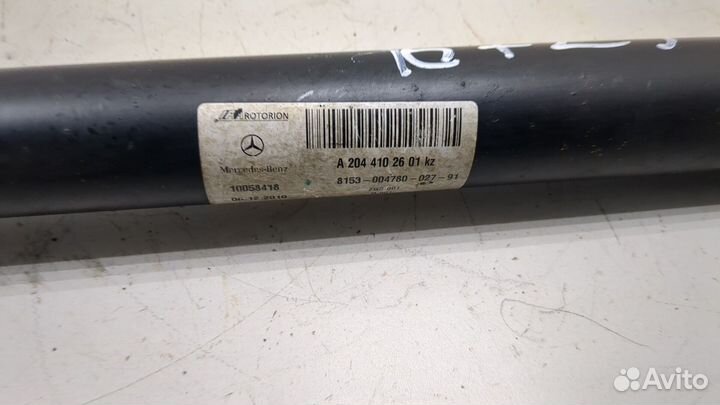 ROTORION
Mercedes-Benz
10058418
06.12.2010
A 204 410 26 01 kz
8153-004780-027-91
Avito